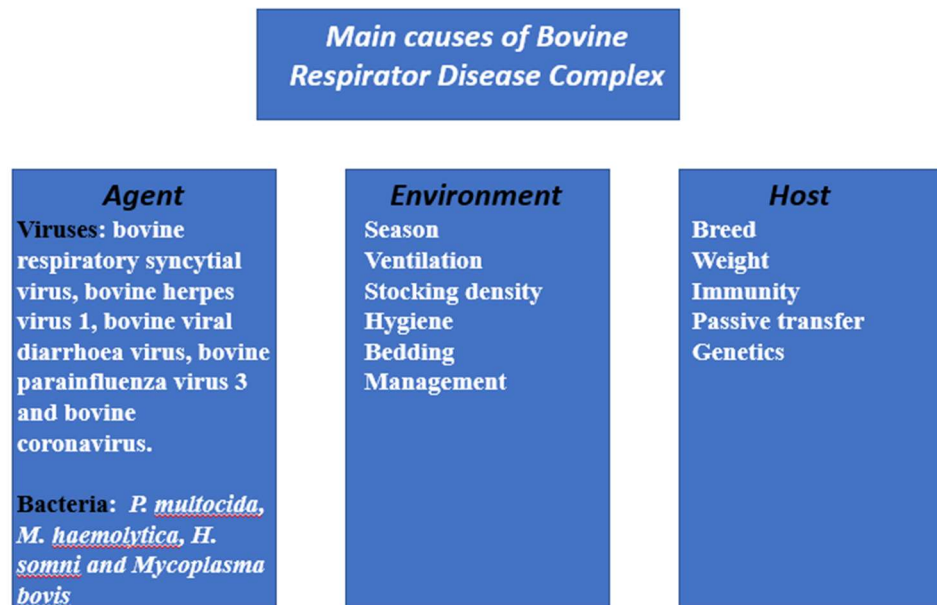 Main causes of Bovine
Respirator Disease Complex
Agent
Viruses: bovine
respiratory syncytial
virus, bovine herpes
virus 1, bovine viral
diarrhoea virus, bovine
parainfluenza virus 3
and bovine
coronavirus.
Bacteria: P. multocida,
M. haemolytica, H.
somni and Mycoplasma
bovis
Environment
Season
Ventilation
Stocking density
Hygiene
Bedding
Management
Host
Breed
Weight
Immunity
Passive transfer
Genetics